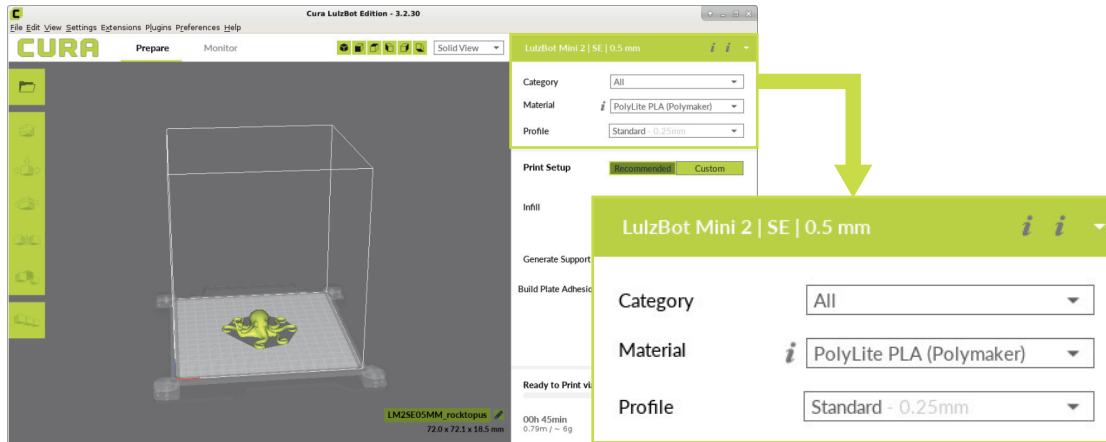 Cura LulzBot Edition - 3.2.30
File Edit View Settings Extensions Plugins Preferences Help
CURA Prepare Monitor Solid View
LulzBot Mini 2 | SE | 0.5 mm i i
Category All
Material i PolyLite PLA (Polymaker)
Profile Standard - 0.25mm
Print Setup Recommended Custom
Infill
Generate Support
Build Plate Adhesio
Ready to Print vi
00h 45min
0.79m / ~ 6g
LM2SE05MM_rocktopus
72.0 x 72.1 x 18.5 mm
LulzBot Mini 2 | SE | 0.5 mm i i
Category All
Material i PolyLite PLA (Polymaker)
Profile Standard - 0.25mm